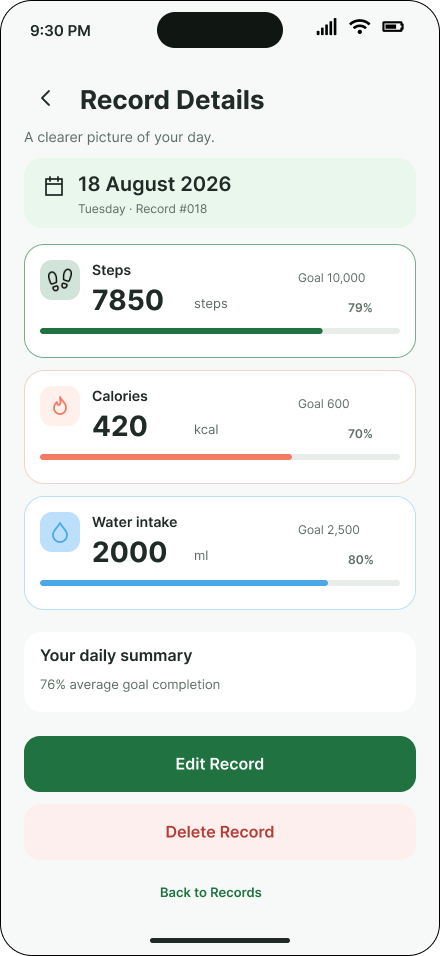 9:30 PM
Record Details
A clearer picture of your day.
18 August 2026
Tuesday · Record #018
Steps
Goal 10,000
7850 steps
79%
Calories
Goal 600
420 kcal
70%
Water intake
Goal 2,500
2000 ml
80%
Your daily summary
76% average goal completion
Edit Record
Delete Record
Back to Records